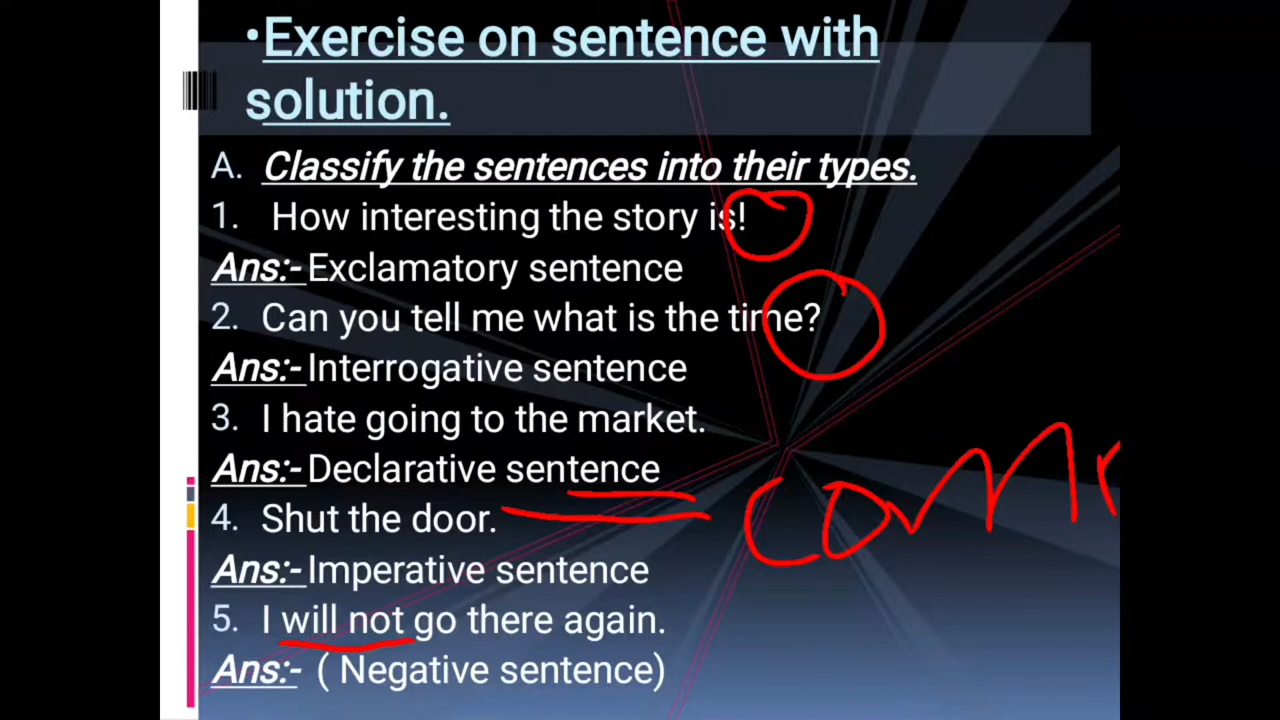 •Exercise on sentence with
solution.
A. Classify the sentences into their types.
1. How interesting the story is!
Ans:- Exclamatory sentence
2. Can you tell me what is the time?
Ans:- Interrogative sentence
3. I hate going to the market.
Ans:- Declarative sentence
4. Shut the door.
Ans:- Imperative sentence
5. I will not go there again.
Ans:- ( Negative sentence)